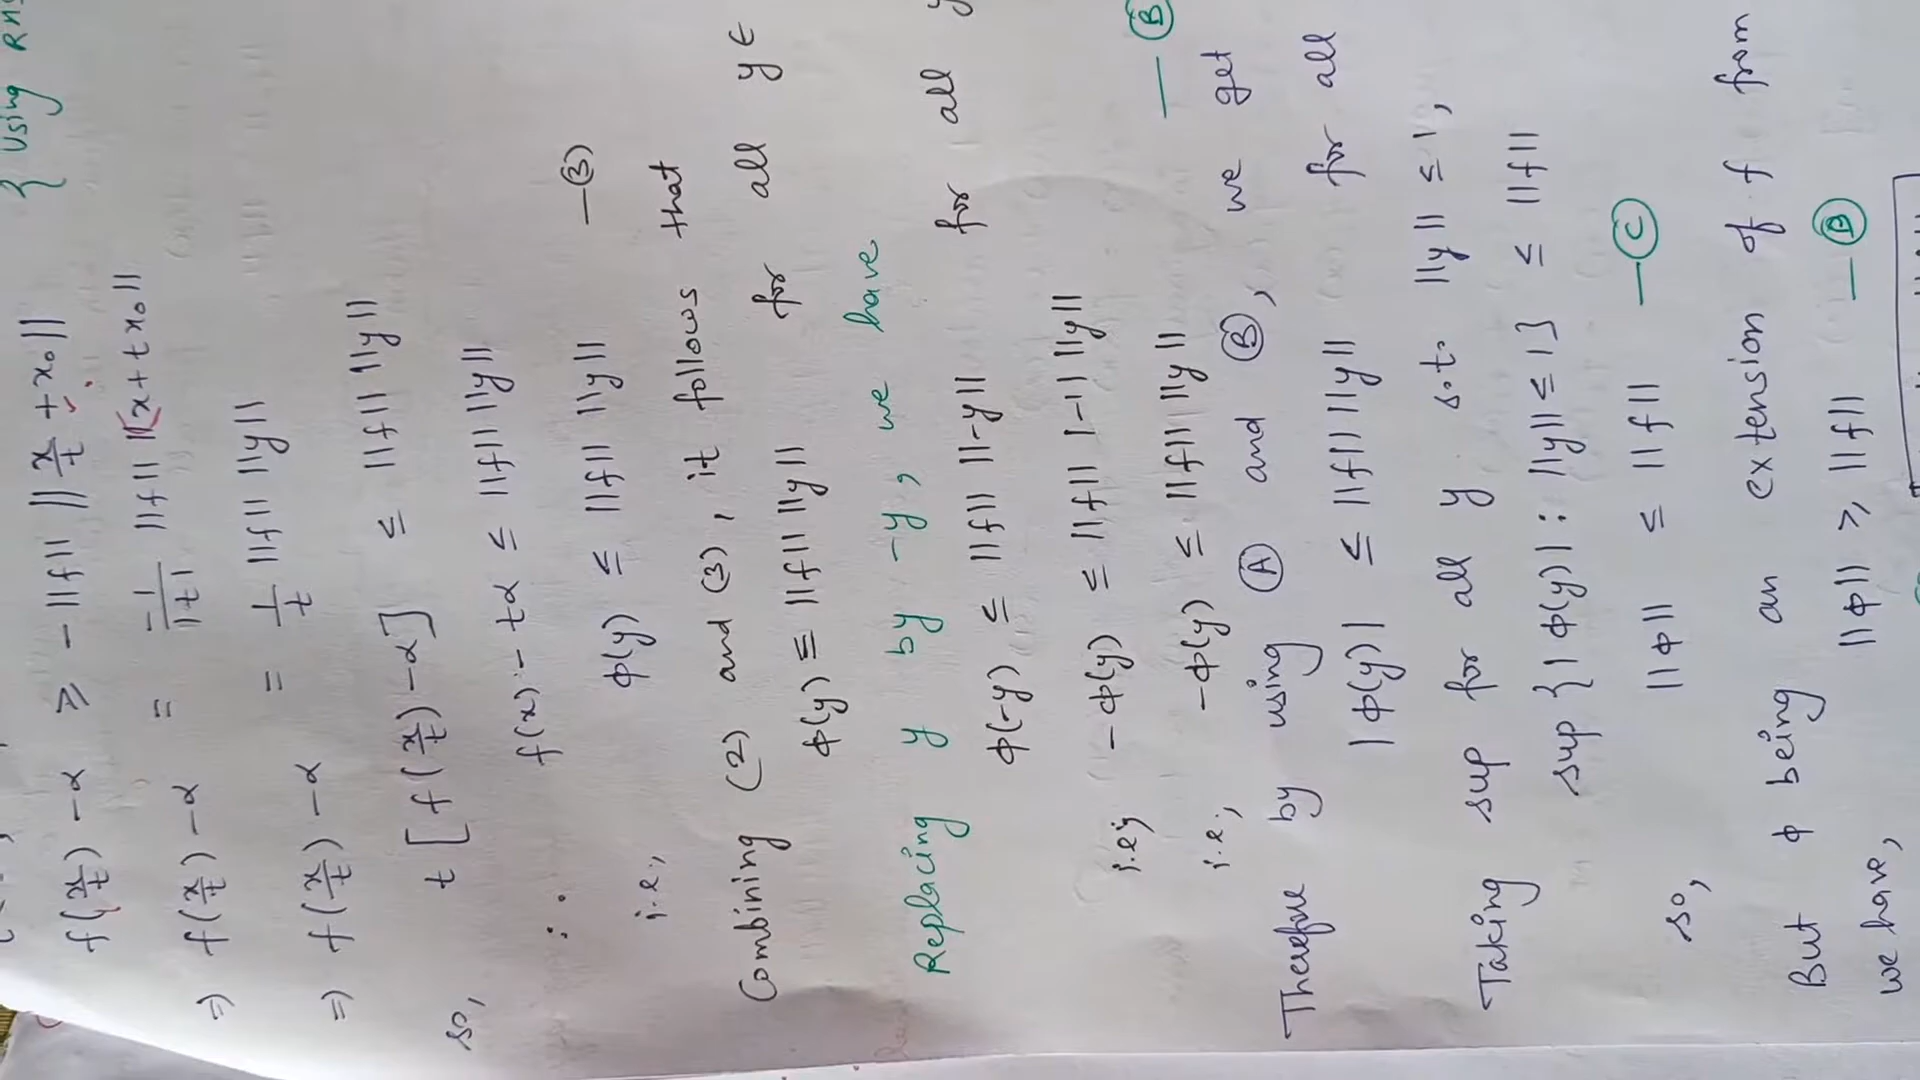 { Using RHS
f(x/t) - α ≥ - ||f|| ||x/t + x₀||
⇒ f(x/t) - α = -1/|t| ||f|| ||x + t x₀||
⇒ f(x/t) - α = 1/t ||f|| ||y||
so, t [f(x/t) - α] ≤ ||f|| ||y||
∴ f(x) - tα ≤ ||f|| ||y||
i.e., φ(y) ≤ ||f|| ||y|| —(3)
Combining (2) and (3), it follows that
φ(y) ≤ ||f|| ||y|| for all y ∈
Replacing y by -y, we have
φ(-y) ≤ ||f|| ||-y|| for all y
i.e., -φ(y) ≤ ||f|| |-1| ||y||
i.e., -φ(y) ≤ ||f|| ||y|| — Ⓑ
Therefore by using Ⓐ and Ⓑ, we get
|φ(y)| ≤ ||f|| ||y|| for all
Taking sup for all y s.t. ||y|| ≤ 1,
sup {|φ(y)| : ||y|| ≤ 1] ≤ ||f||
so, ||φ|| ≤ ||f|| — Ⓒ
But φ being an extension of f from
we have, ||φ|| ≥ ||f|| — Ⓓ